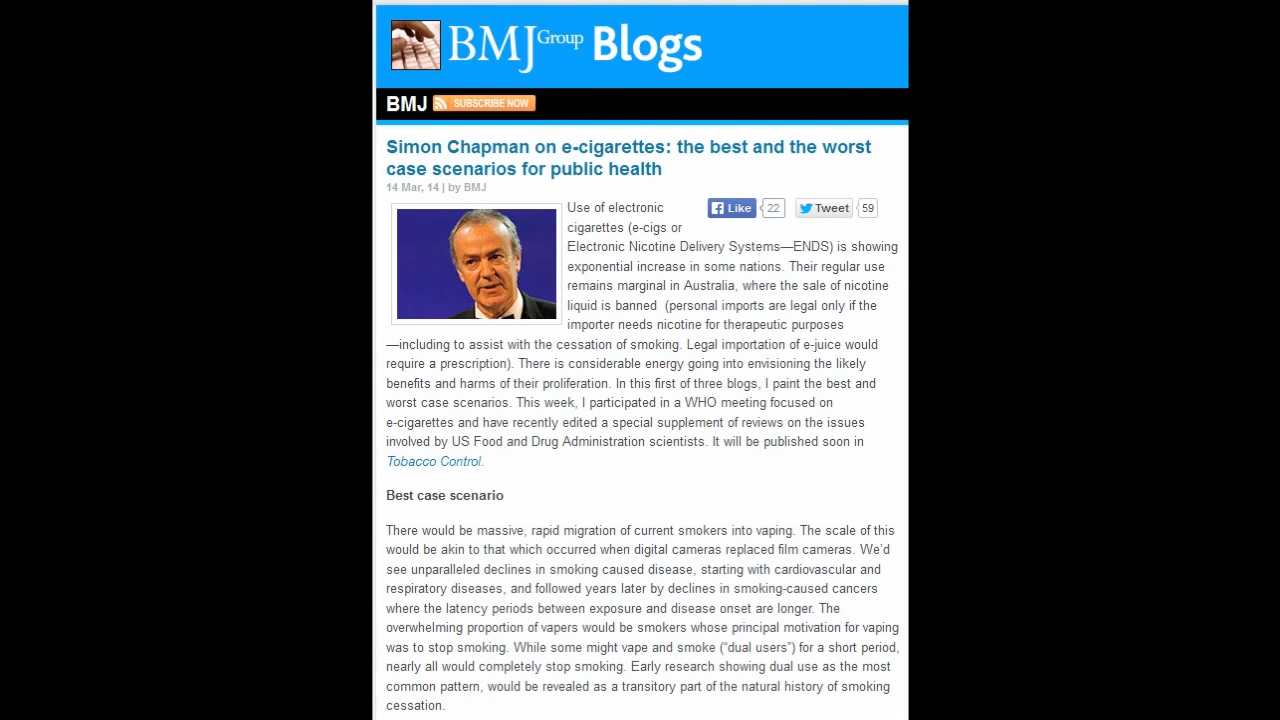 BMJ Group Blogs
BMJ SUBSCRIBE NOW
Simon Chapman on e-cigarettes: the best and the worst
case scenarios for public health
14 Mar, 14 | by BMJ
Like 22 Tweet 59
Use of electronic
cigarettes (e-cigs or
Electronic Nicotine Delivery Systems—ENDS) is showing
exponential increase in some nations. Their regular use
remains marginal in Australia, where the sale of nicotine
liquid is banned (personal imports are legal only if the
importer needs nicotine for therapeutic purposes
—including to assist with the cessation of smoking. Legal importation of e-juice would
require a prescription). There is considerable energy going into envisioning the likely
benefits and harms of their proliferation. In this first of three blogs, I paint the best and
worst case scenarios. This week, I participated in a WHO meeting focused on
e-cigarettes and have recently edited a special supplement of reviews on the issues
involved by US Food and Drug Administration scientists. It will be published soon in
Tobacco Control.
Best case scenario
There would be massive, rapid migration of current smokers into vaping. The scale of this
would be akin to that which occurred when digital cameras replaced film cameras. We'd
see unparalleled declines in smoking caused disease, starting with cardiovascular and
respiratory diseases, and followed years later by declines in smoking-caused cancers
where the latency periods between exposure and disease onset are longer. The
overwhelming proportion of vapers would be smokers whose principal motivation for vaping
was to stop smoking. While some might vape and smoke (“dual users”) for a short period,
nearly all would completely stop smoking. Early research showing dual use as the most
common pattern, would be revealed as a transitory part of the natural history of smoking
cessation.